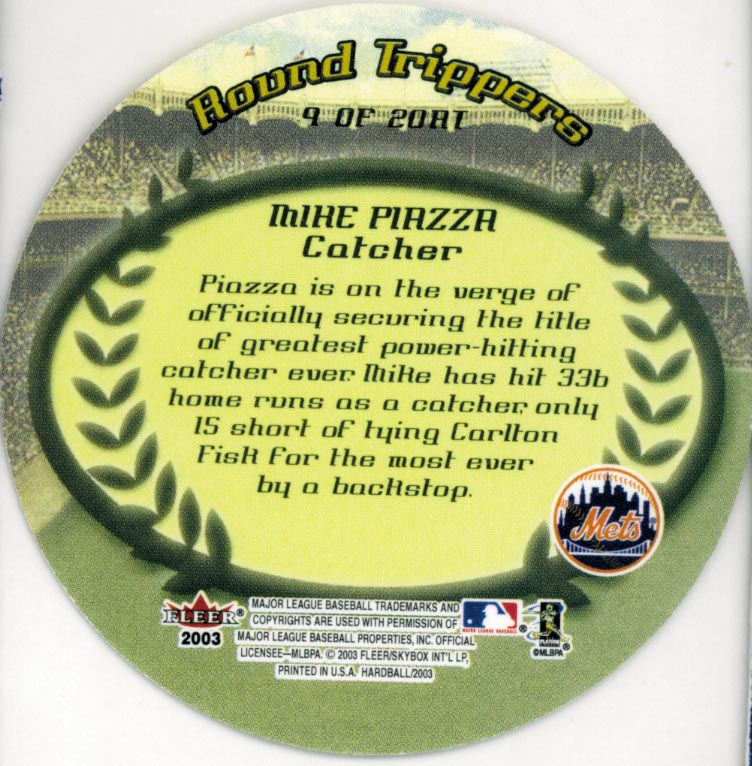 Round Trippers
9 OF 20RT
MIKE PIAZZA
Catcher
Piazza is on the verge of
officially securing the title
of greatest power-hitting
catcher ever. Mike has hit 336
home runs as a catcher, only
15 short of tying Carlton
Fisk for the most ever
by a backstop.
Mets
FLEER®
2003
MAJOR LEAGUE BASEBALL TRADEMARKS AND
COPYRIGHTS ARE USED WITH PERMISSION OF
MAJOR LEAGUE BASEBALL PROPERTIES, INC. OFFICIAL
LICENSEE—MLBPA. © 2003 FLEER/SKYBOX INT'L LP,
PRINTED IN U.S.A. HARDBALL/2003
MAJOR LEAGUE BASEBALL ®
©MLBPA